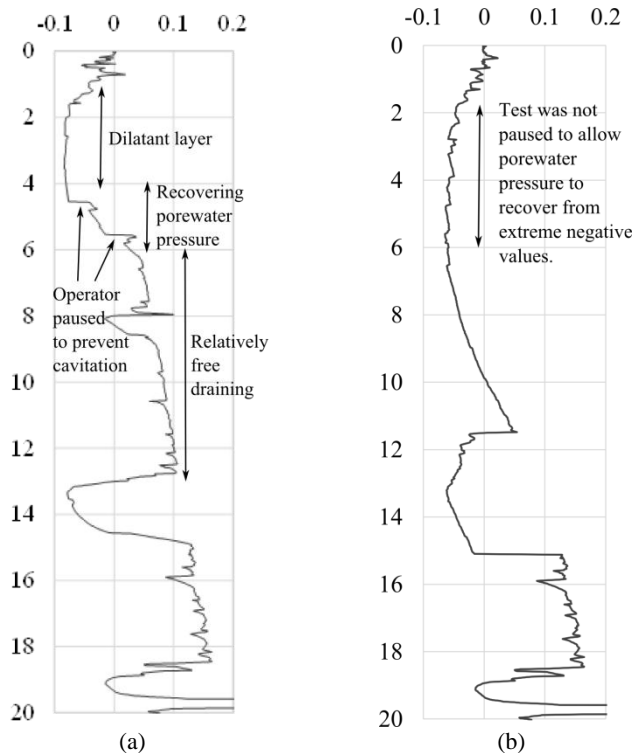 -0.1 0 0.1 0.2
0
2
4
6
8
10
12
14
16
18
20
Dilatant layer
Recovering
porewater
pressure
Operator
paused
to prevent
cavitation
Relatively
free
draining
(a)
-0.1 0 0.1 0.2
0
2
4
6
8
10
12
14
16
18
20
Test was not
paused to allow
porewater
pressure to
recover from
extreme negative
values.
(b)